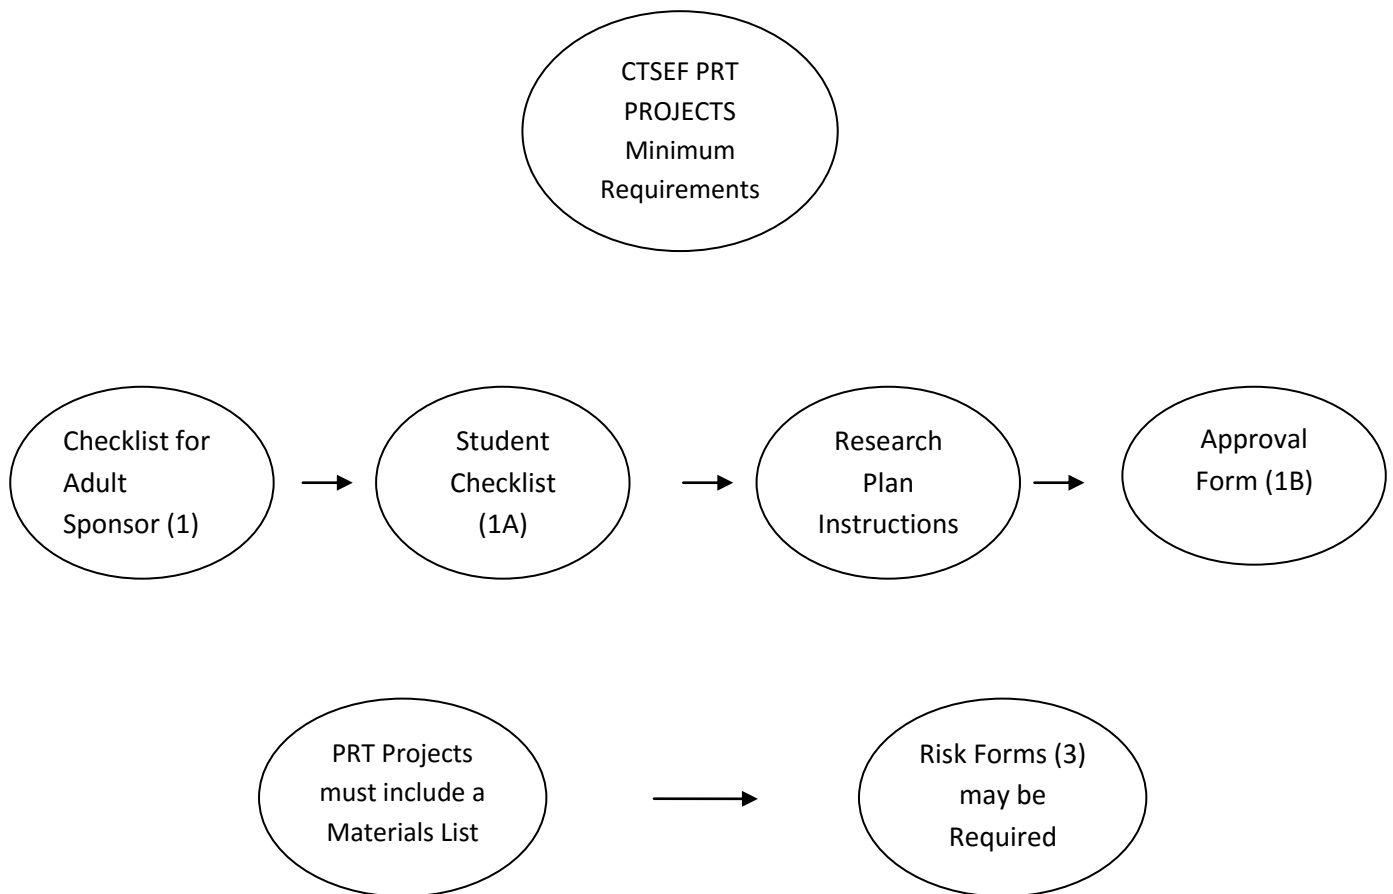 CTSEF PRT
PROJECTS
Minimum
Requirements
Checklist for
Adult
Sponsor (1)
Student
Checklist
(1A)
Research
Plan
Instructions
Approval
Form (1B)
PRT Projects
must include a
Materials List
Risk Forms (3)
may be
Required